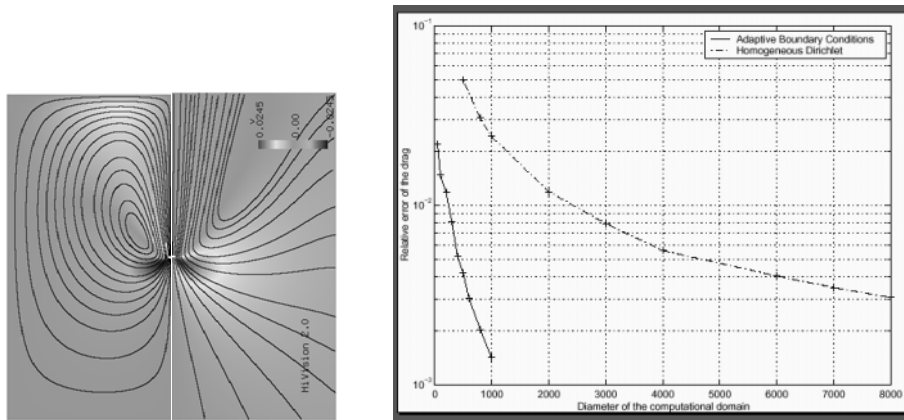 v
0.0245
0.00
-0.0245
HiVision 2.0
Adaptive Boundary Conditions
Homogeneous Dirichlet
Relative error of the drag
10^-1
10^-2
10^-3
0 1000 2000 3000 4000 5000 6000 7000 8000
Diameter of the computational domain